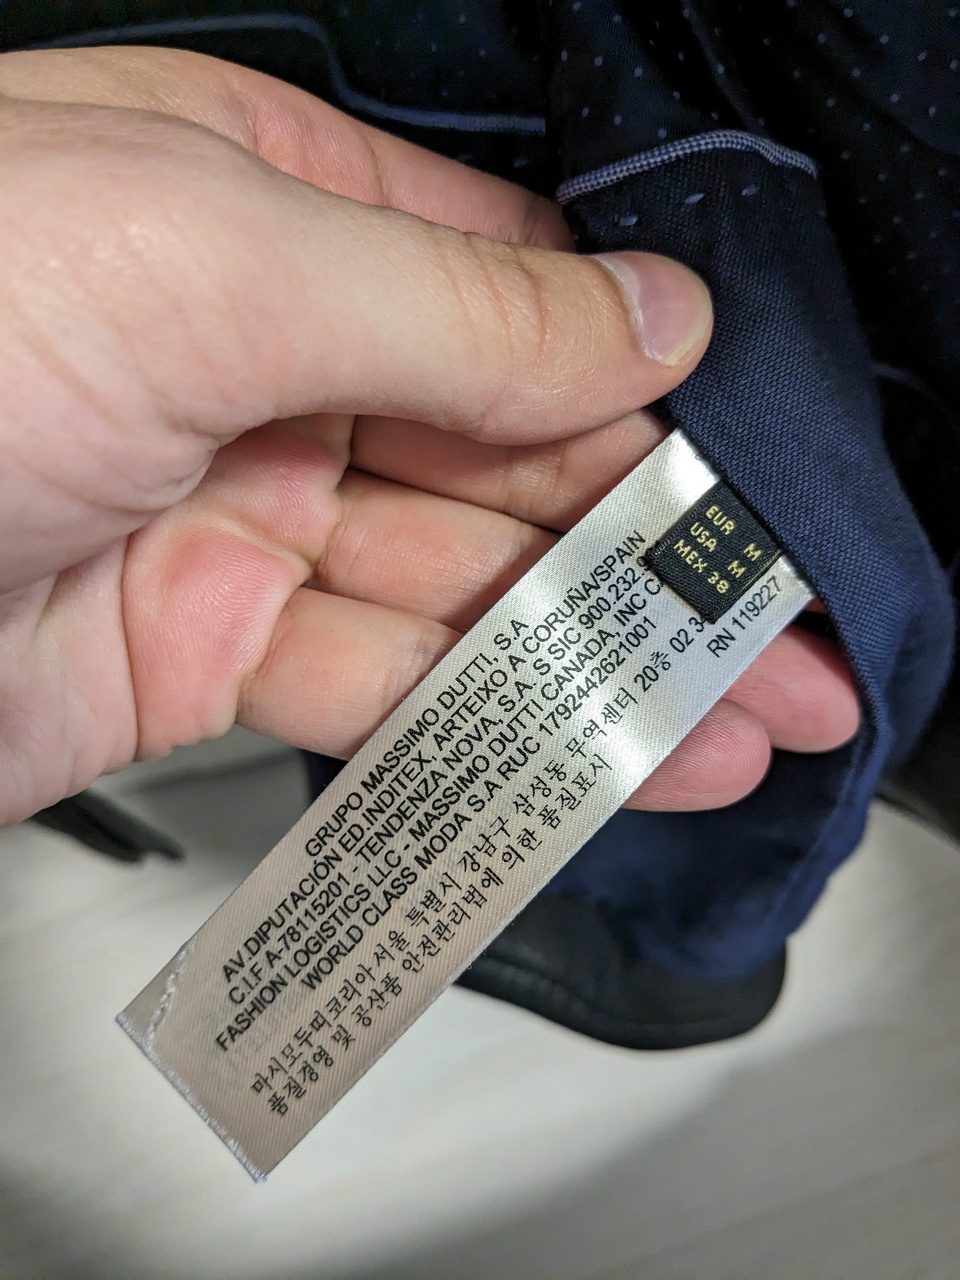 EUR M
USA M
MEX 38
GRUPO MASSIMO DUTTI, S.A
AV.DIPUTACIÓN ED.INDITEX, ARTEIXO A CORUÑA/SPAIN
C.I.F A-78115201 - TENDENZA NOVA, S.A. S SIC 900.232.
FASHION LOGISTICS LLC - MASSIMO DUTTI CANADA, INC
WORLD CLASS MODA S.A RUC 1792442621001
마시모두띠코리아 서울 특별시 강남구 삼성동 무역센터 20층 02
품질경영 및 공산품 안전관리법에 의한 품질표시
RN 119227